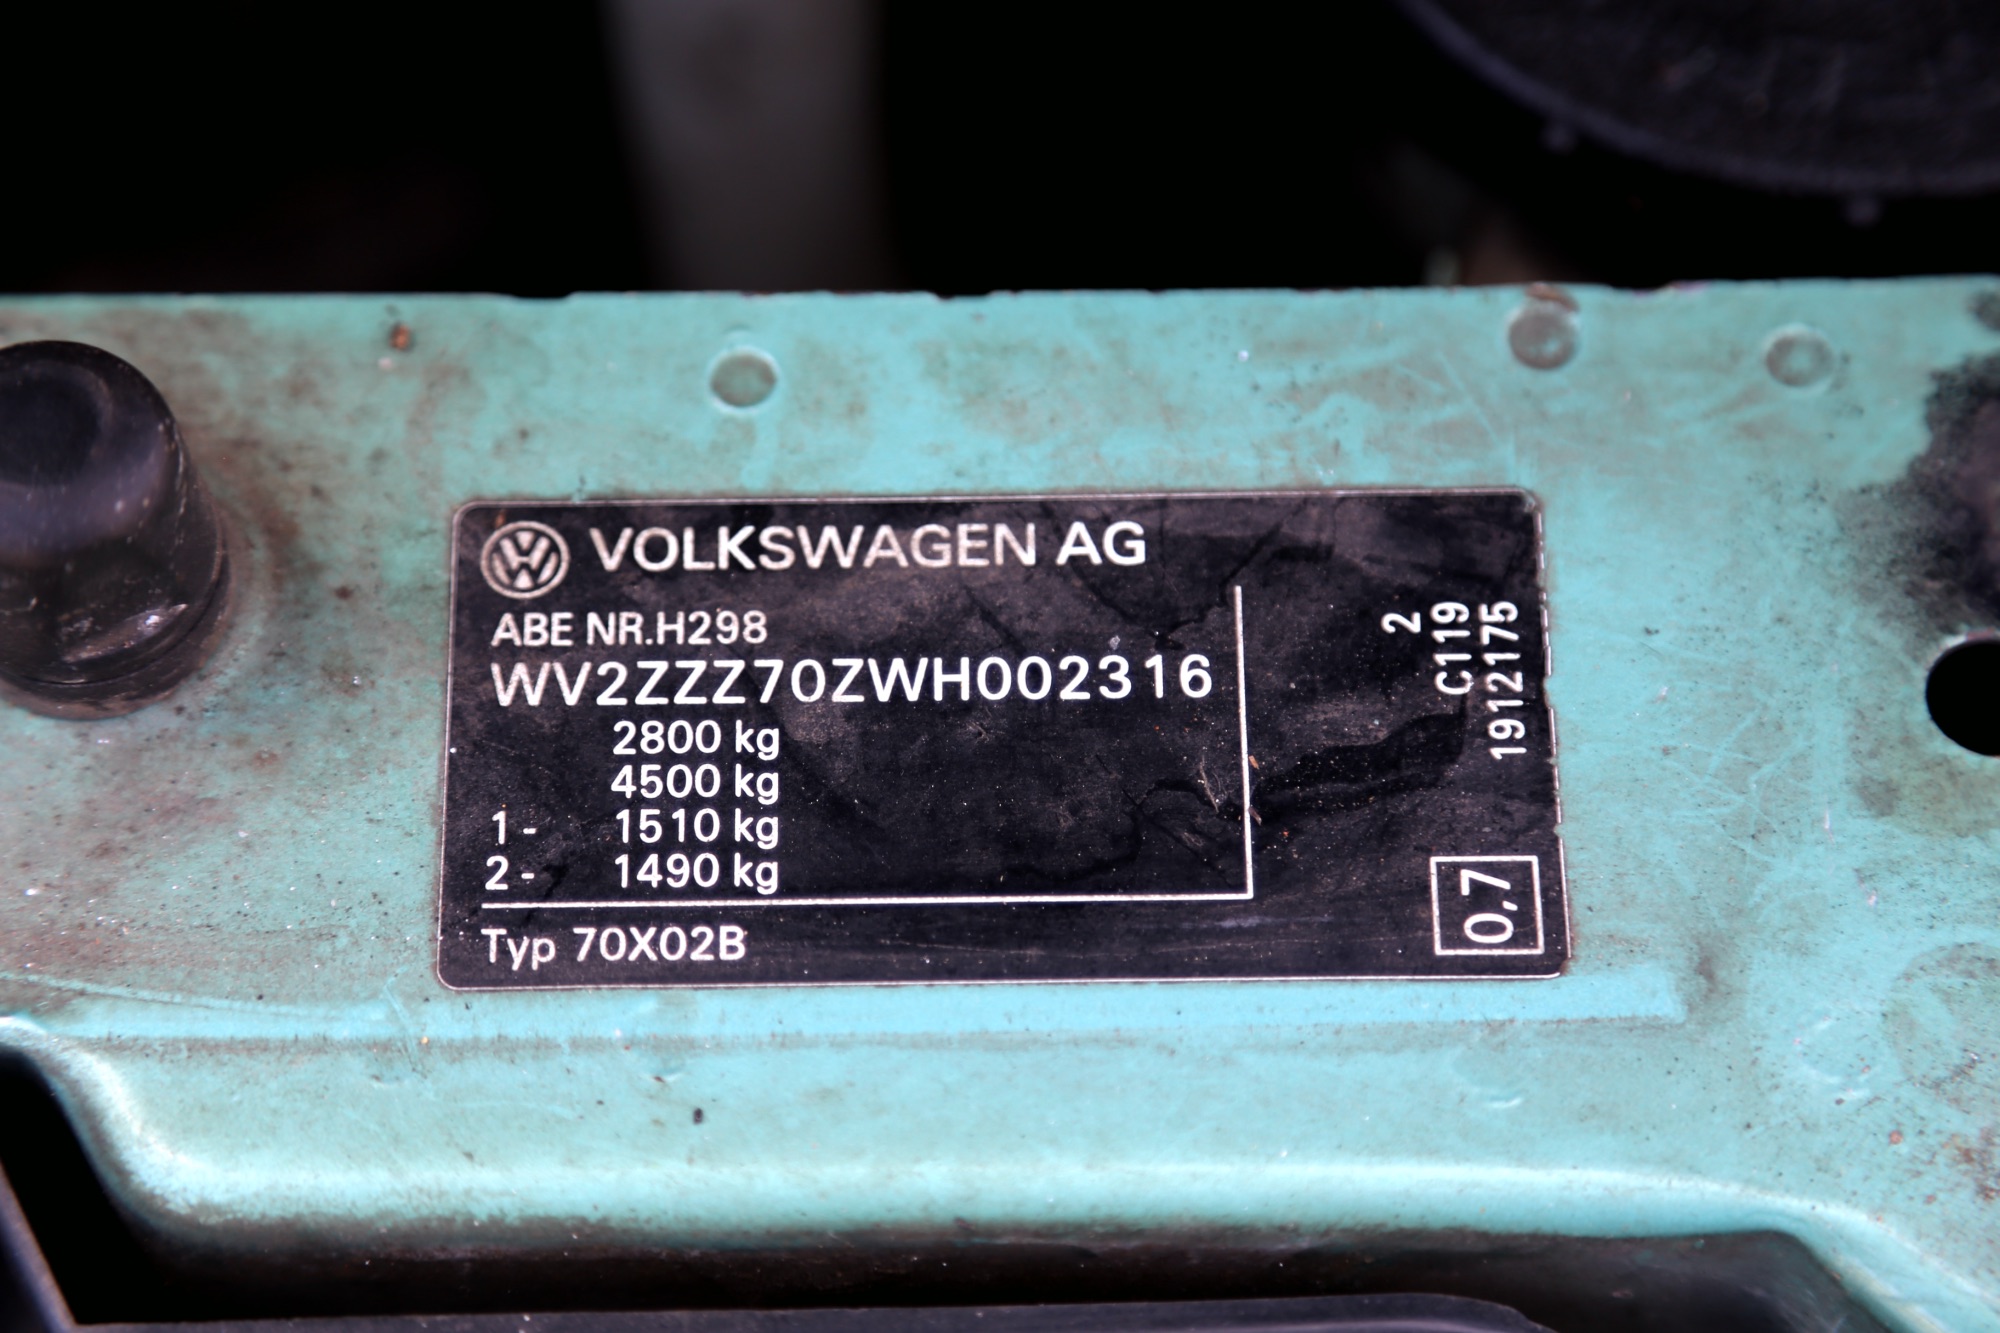 VOLKSWAGEN AG
ABE NR.H298
WV2ZZZ70ZWH002316
2800 kg
4500 kg
1- 1510 kg
2- 1490 kg
Typ 70X02B
2
C119
19121175
0,7